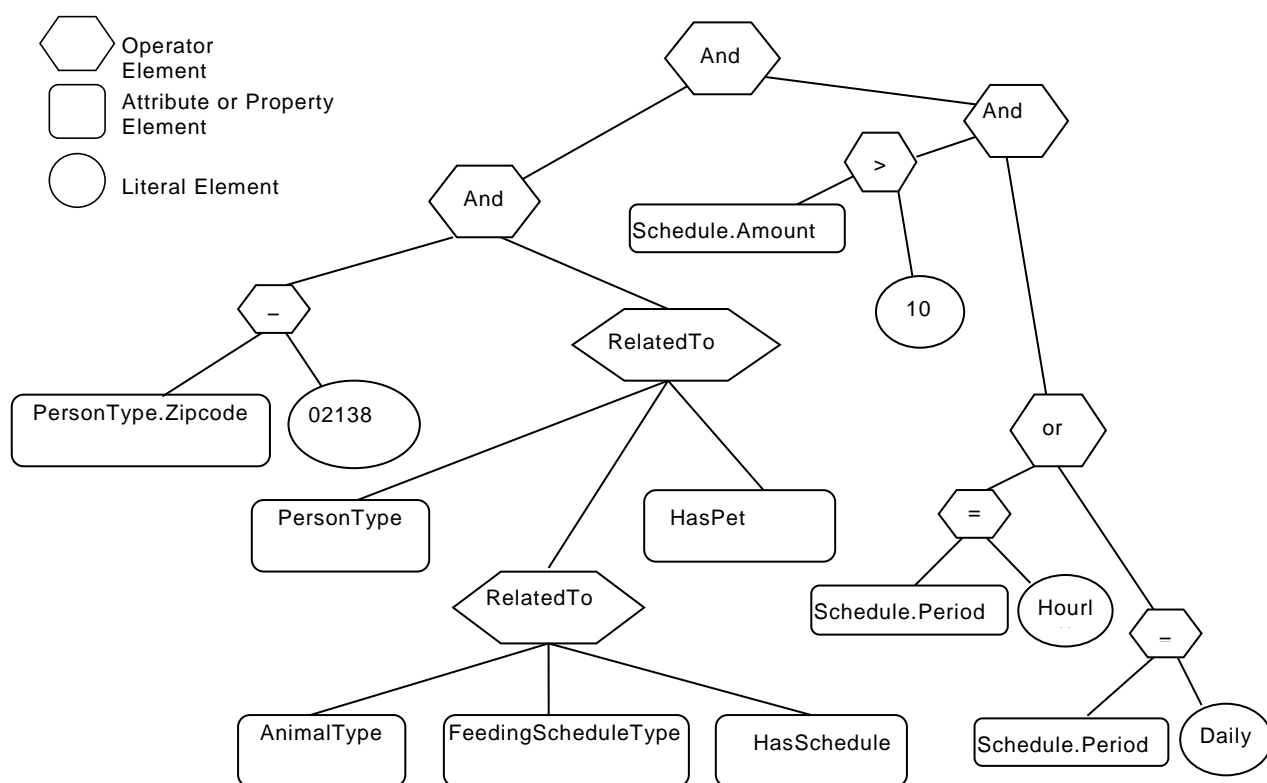 Operator
Element
Attribute or Property
Element
Literal Element
And
And
>
Schedule.Amount
10
And
PersonType.Zipcode
02138
RelatedTo
PersonType
HasPet
RelatedTo
AnimalType
FeedingScheduleType
HasSchedule
or
=
Schedule.Period
Hourl
Schedule.Period
Daily